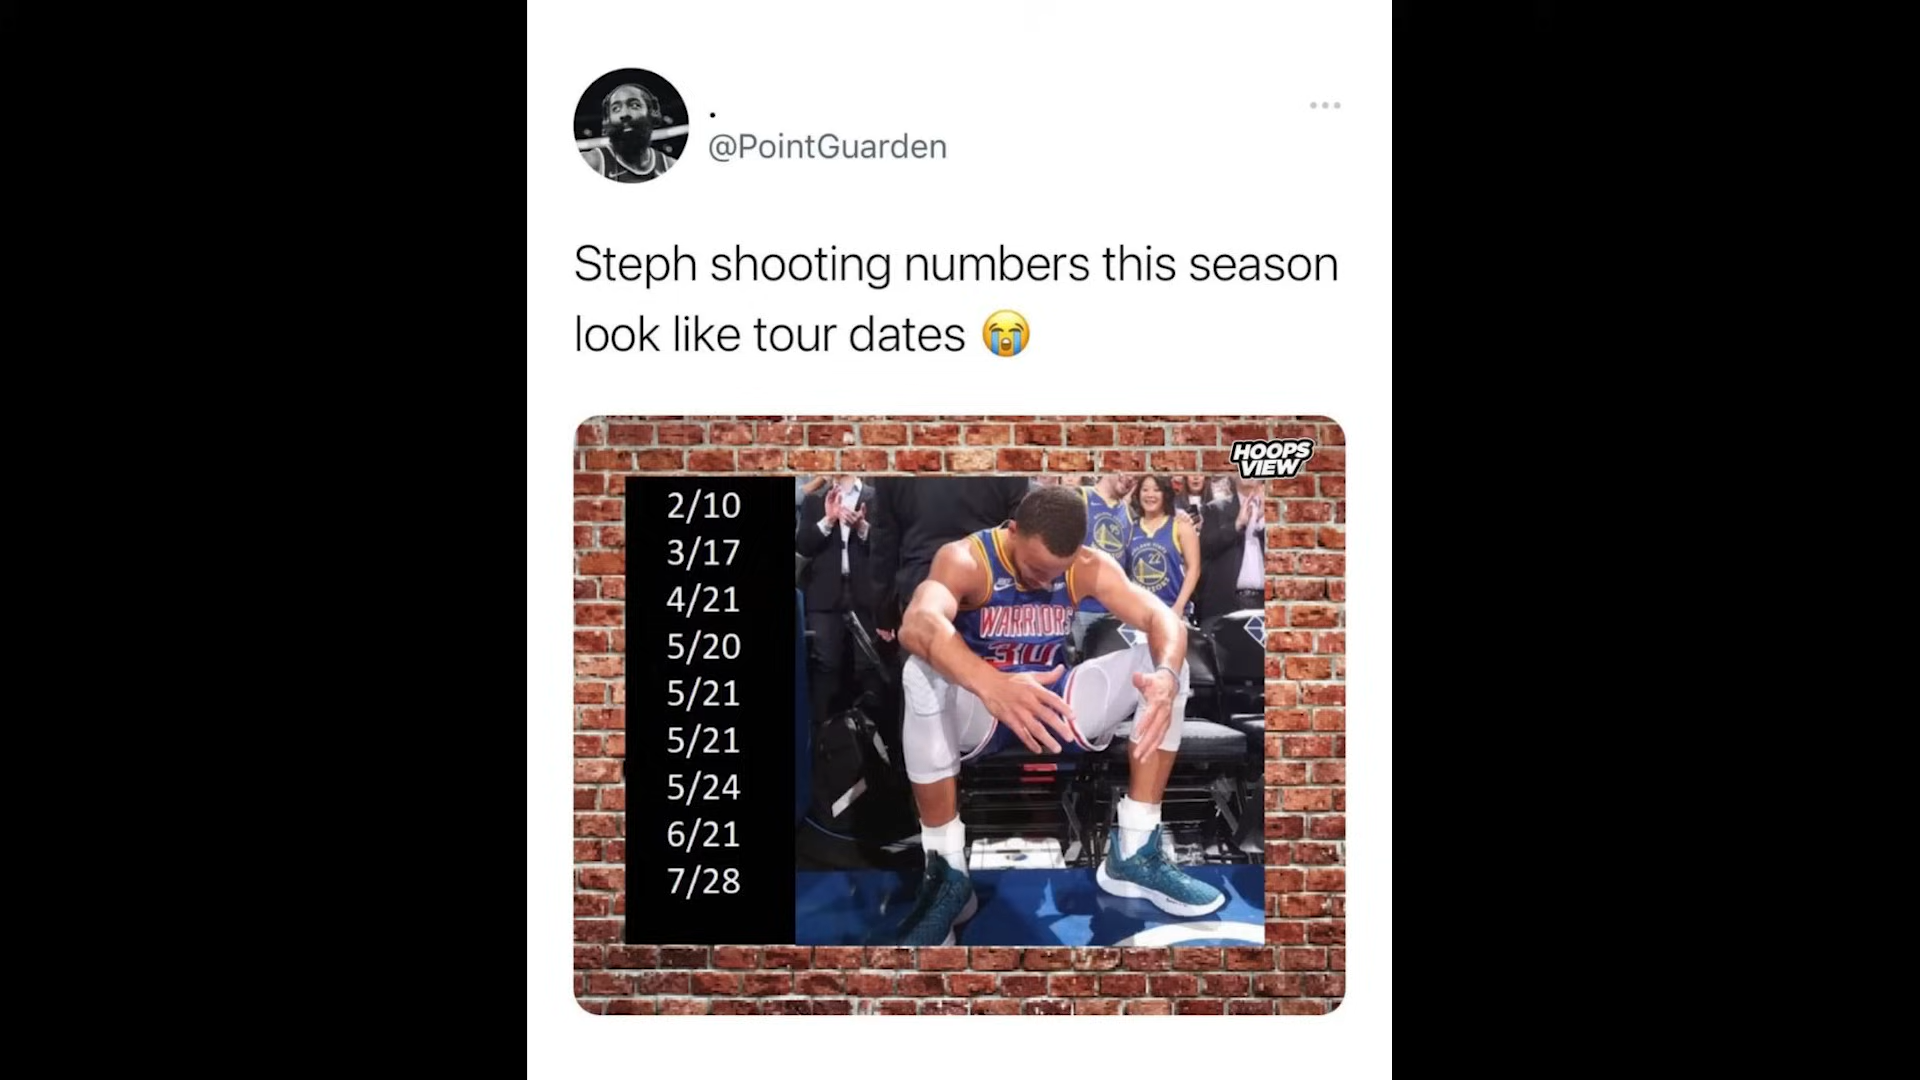 .
@PointGuarden
Steph shooting numbers this season
look like tour dates 😭
HOOPS
VIEW
2/10
3/17
4/21
5/20
5/21
5/21
5/24
6/21
7/28
WARRIORS
30
22